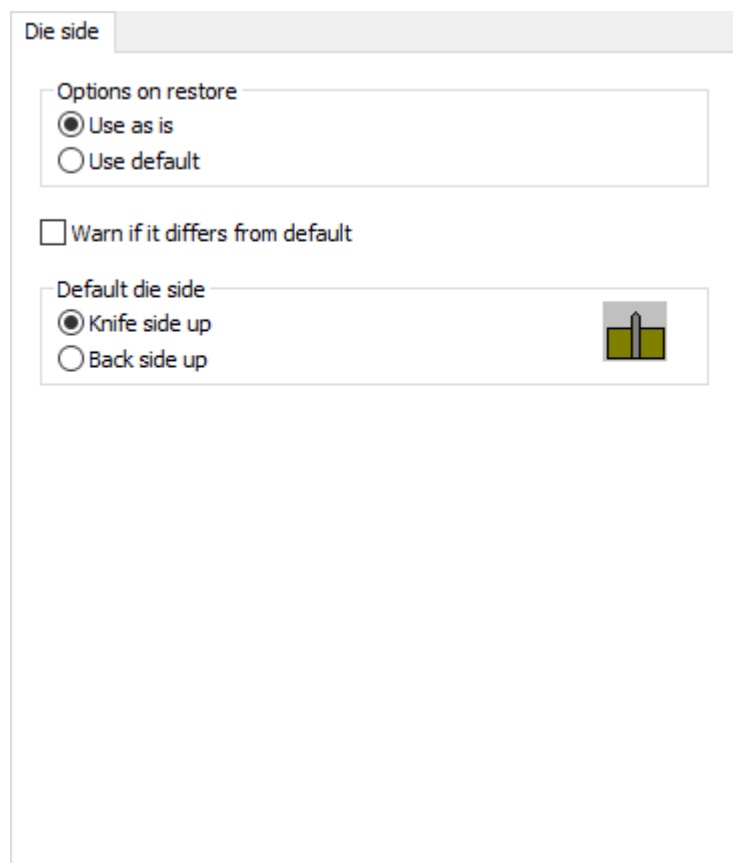 Die side
Options on restore
Use as is
Use default
Warn if it differs from default
Default die side
Knife side up
Back side up